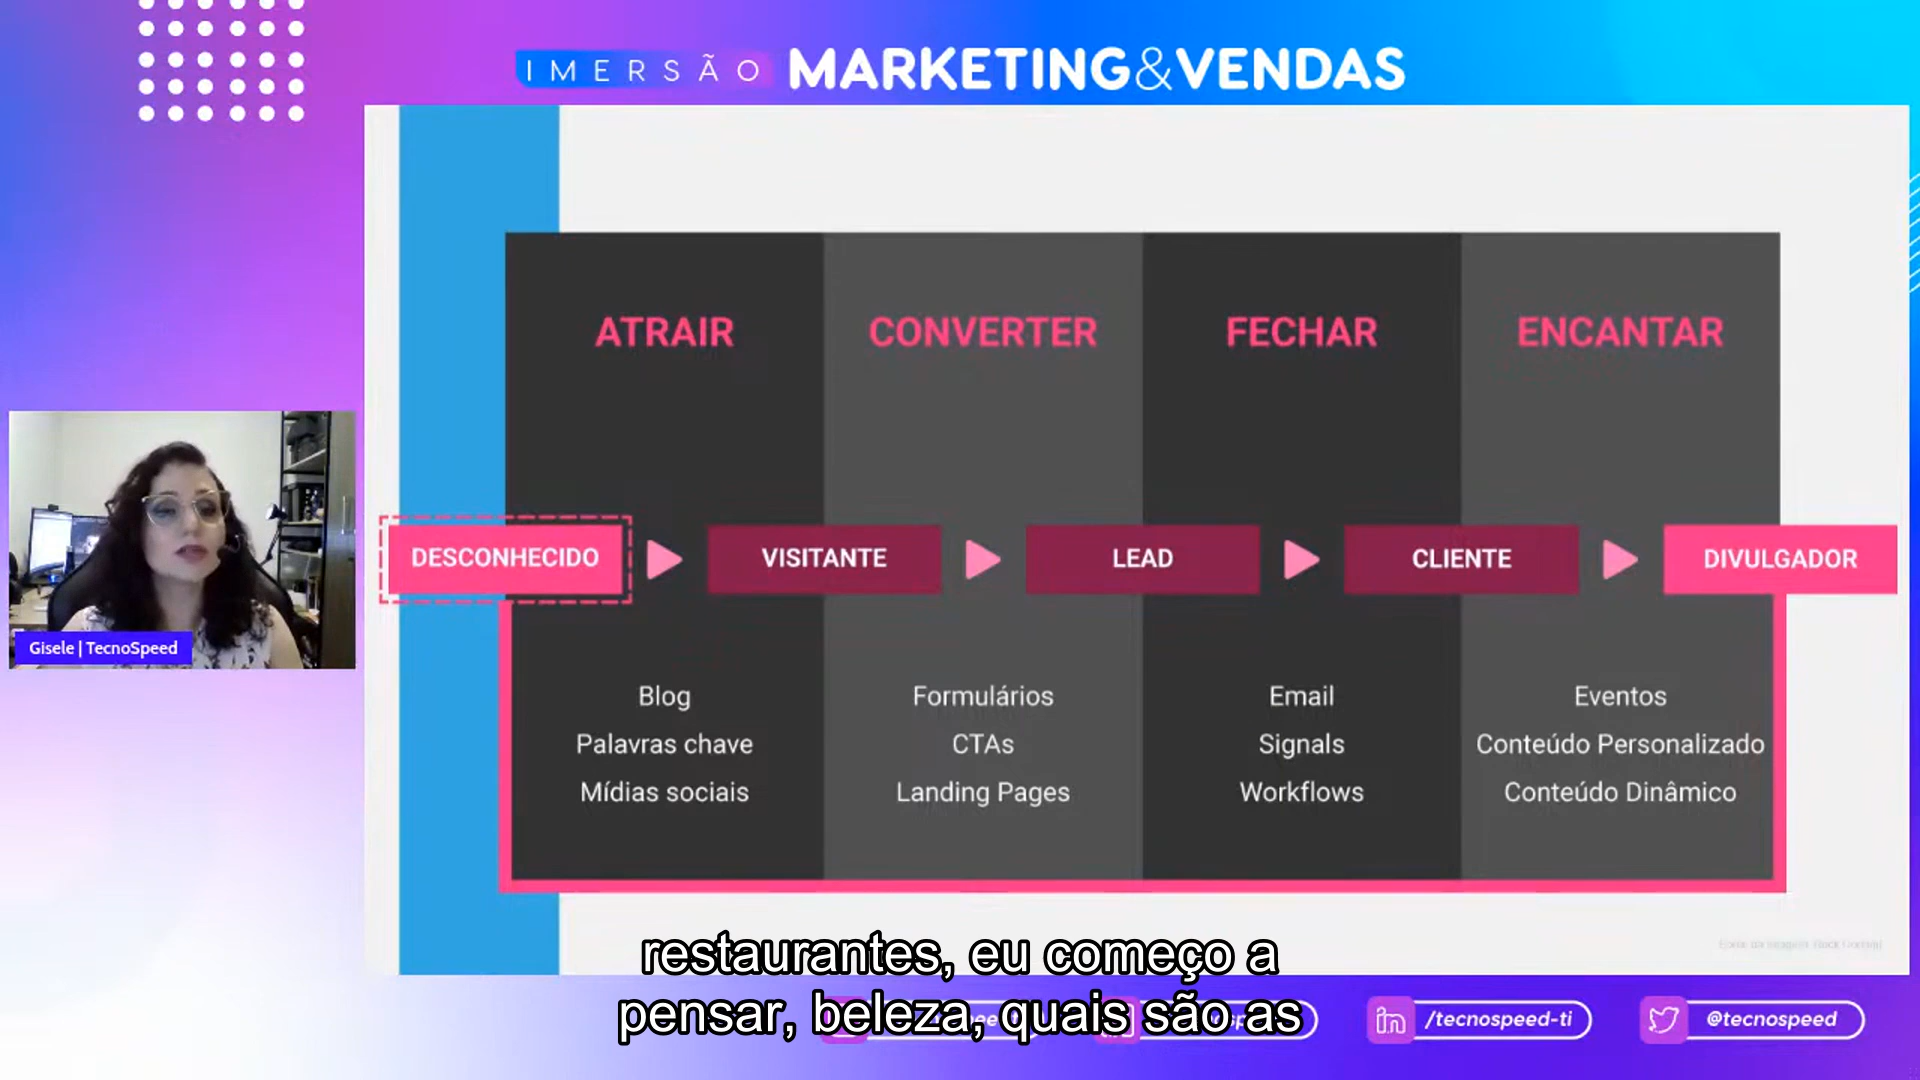 IMERSÃO MARKETING&VENDAS
ATRAIR
CONVERTER
FECHAR
ENCANTAR
DESCONHECIDO
VISITANTE
LEAD
CLIENTE
DIVULGADOR
Blog
Palavras chave
Mídias sociais
Formulários
CTAs
Landing Pages
Email
Signals
Workflows
Eventos
Conteúdo Personalizado
Conteúdo Dinâmico
Gisele | TecnoSpeed
restaurantes, eu começo a
pensar, beleza, quais são as
/tecnospeed-ti
@tecnospeed